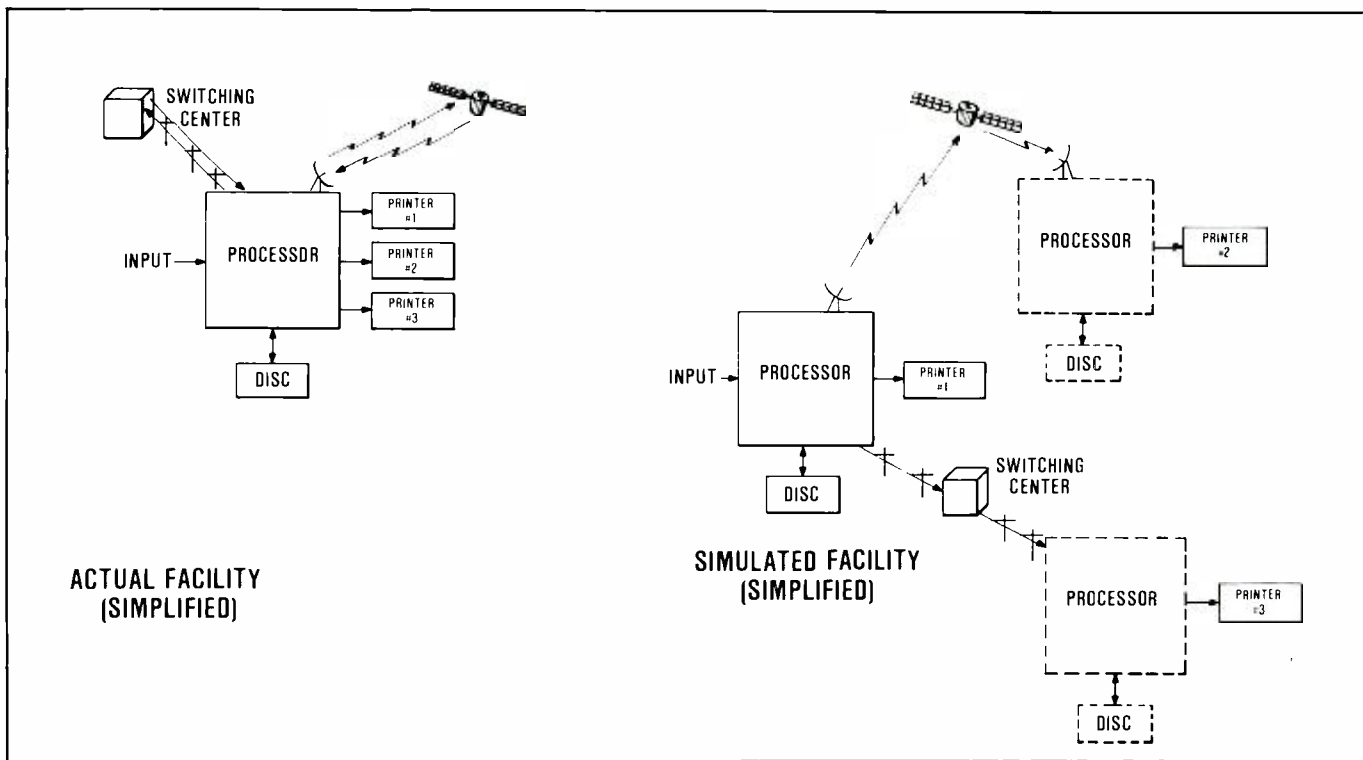 SWITCHING
CENTER
PRINTER
#1
PROCESSDR
INPUT
PRINTER
#2
PRINTER
#3
DISC
ACTUAL FACILITY
(SIMPLIFIED)
PROCESSOR
PRINTER
#2
DISC
INPUT
PROCESSOR
PRINTER
#1
DISC
SWITCHING
CENTER
SIMULATED FACILITY
(SIMPLIFIED)
PROCESSOR
PRINTER
#3
DISC